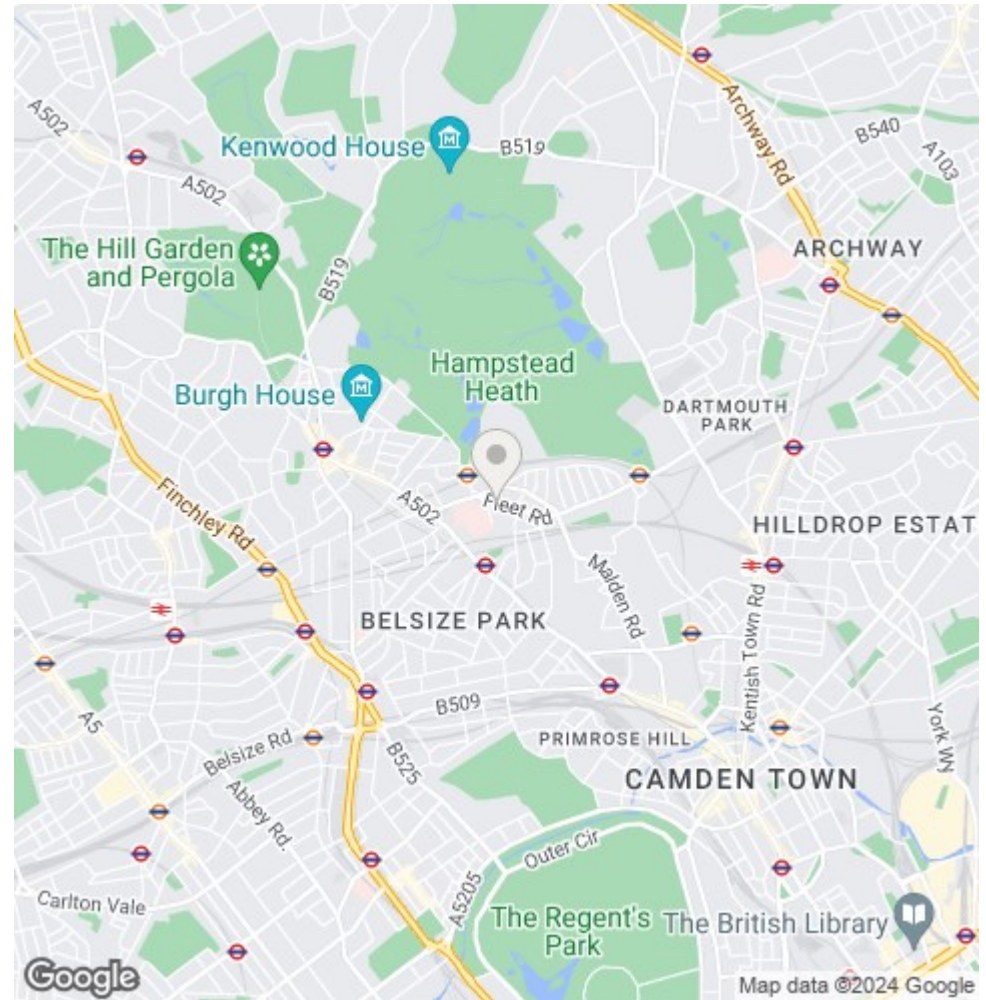 A502
Kenwood House
B519
Archway Rd
B540
A103
A502
The Hill Garden
and Pergola
B519
ARCHWAY
Hampstead
Heath
Burgh House
DARTMOUTH
PARK
Finchley Rd
A502
Fleet Rd
HILLDROP ESTAT
Malden Rd
BELSIZE PARK
Kentish Town Rd
A5
B509
York Wy
Belsize Rd
B525
PRIMROSE HILL
CAMDEN TOWN
Abbey Rd.
Outer Cir
A5205
Carlton Vale
The Regent's
Park
The British Library
Google
Map data ©2024 Google